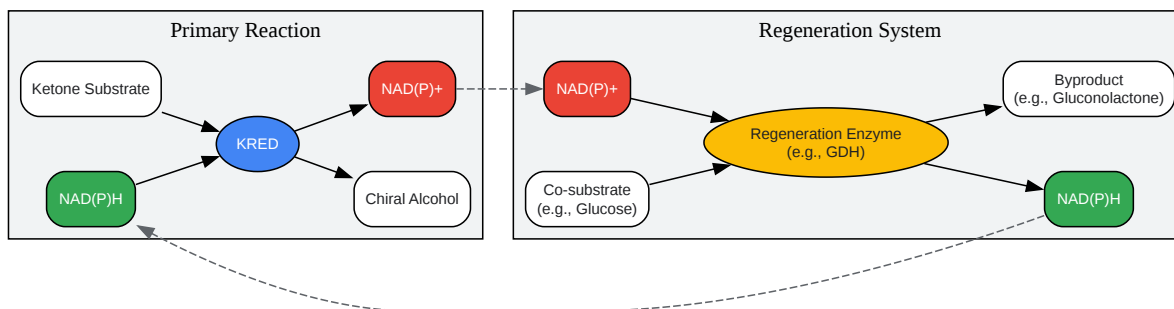 Primary Reaction
Ketone Substrate
NAD(P)H
KRED
NAD(P)+
Chiral Alcohol
Regeneration System
NAD(P)+
Co-substrate
(e.g., Glucose)
Regeneration Enzyme
(e.g., GDH)
Byproduct
(e.g., Gluconolactone)
NAD(P)H